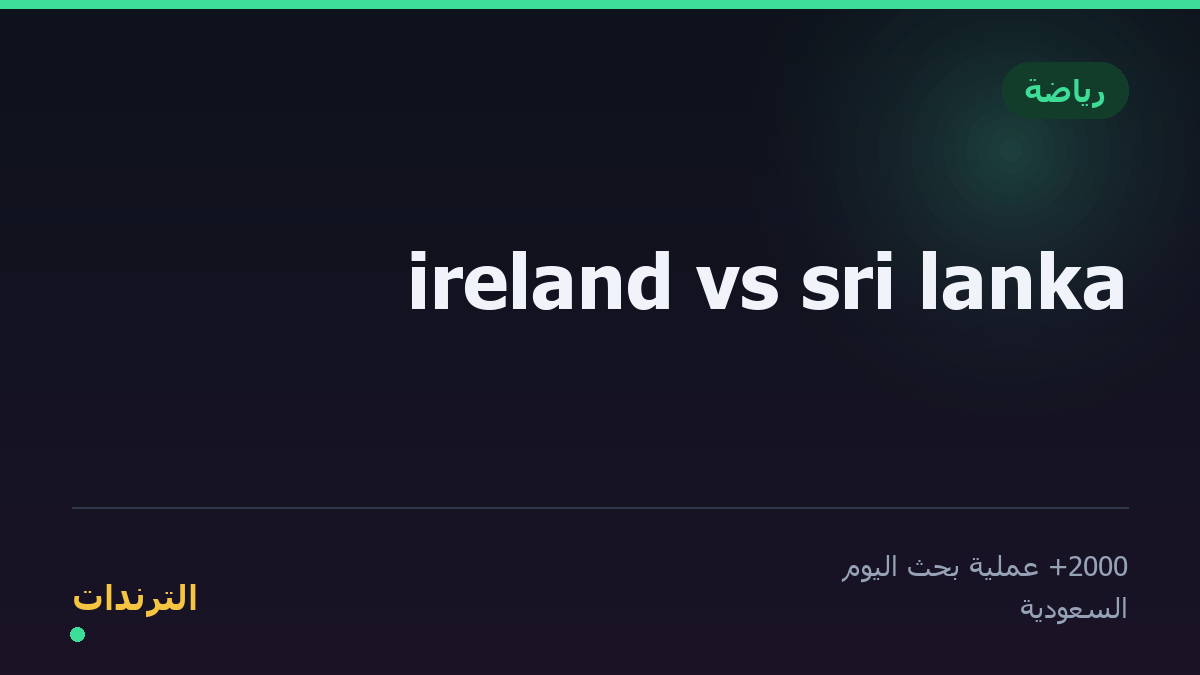 رياضة
ireland vs sri lanka
2000+ عملية بحث اليوم
السعودية
الترندات